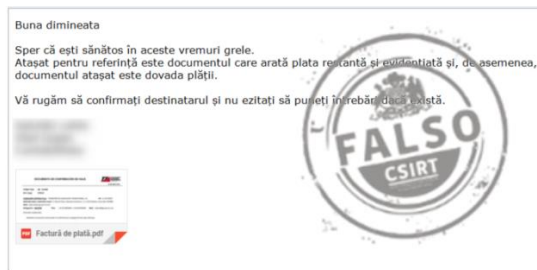 Buna dimineata
Sper că ești sănătos în aceste vremuri grele.
Atașat pentru referință este documentul care arată plata restantă și evidențiată și, de asemenea,
documentul atașat este dovada plății.
Vă rugăm să confirmați destinatarul și nu ezitați să puneți întrebări dacă există.
FALSO
CSIRT
PDF Factură de plată.pdf